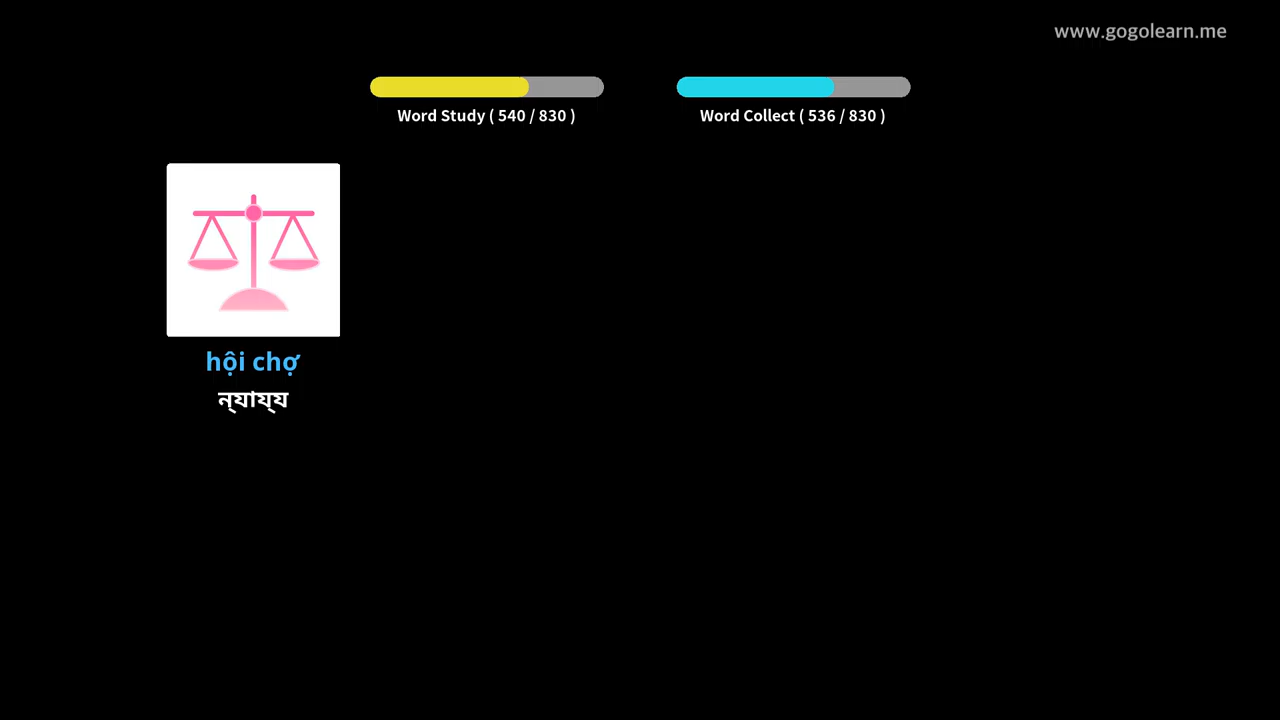 www.gogolearn.me
Word Study ( 540 / 830 )
Word Collect ( 536 / 830 )
hội chợ
ন্যায্য